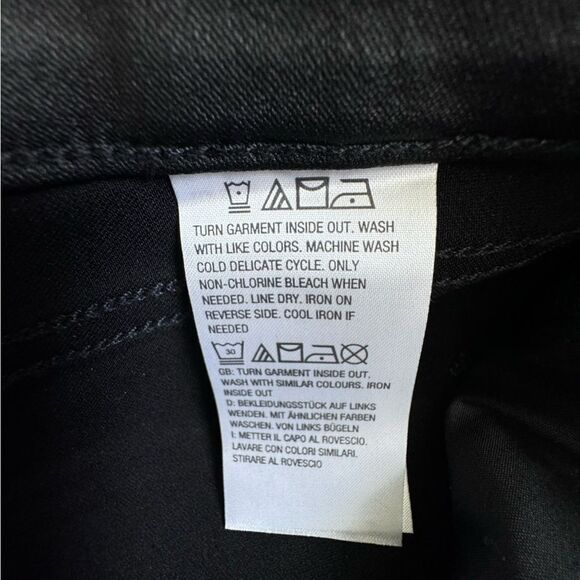 TURN GARMENT INSIDE OUT. WASH
WITH LIKE COLORS. MACHINE WASH
COLD DELICATE CYCLE. ONLY
NON-CHLORINE BLEACH WHEN
NEEDED. LINE DRY. IRON ON
REVERSE SIDE. COOL IRON IF
NEEDED
30
GB: TURN GARMENT INSIDE OUT.
WASH WITH SIMILAR COLOURS. IRON
INSIDE OUT
D: BEKLEIDUNGSSTÜCK AUF LINKS
WENDEN. MIT ÄHNLICHEN FARBEN
WASCHEN. VON LINKS BÜGELN
I: METTER IL CAPO AL ROVESCIO.
LAVARE CON COLORI SIMILARI.
STIRARE AL ROVESCIO